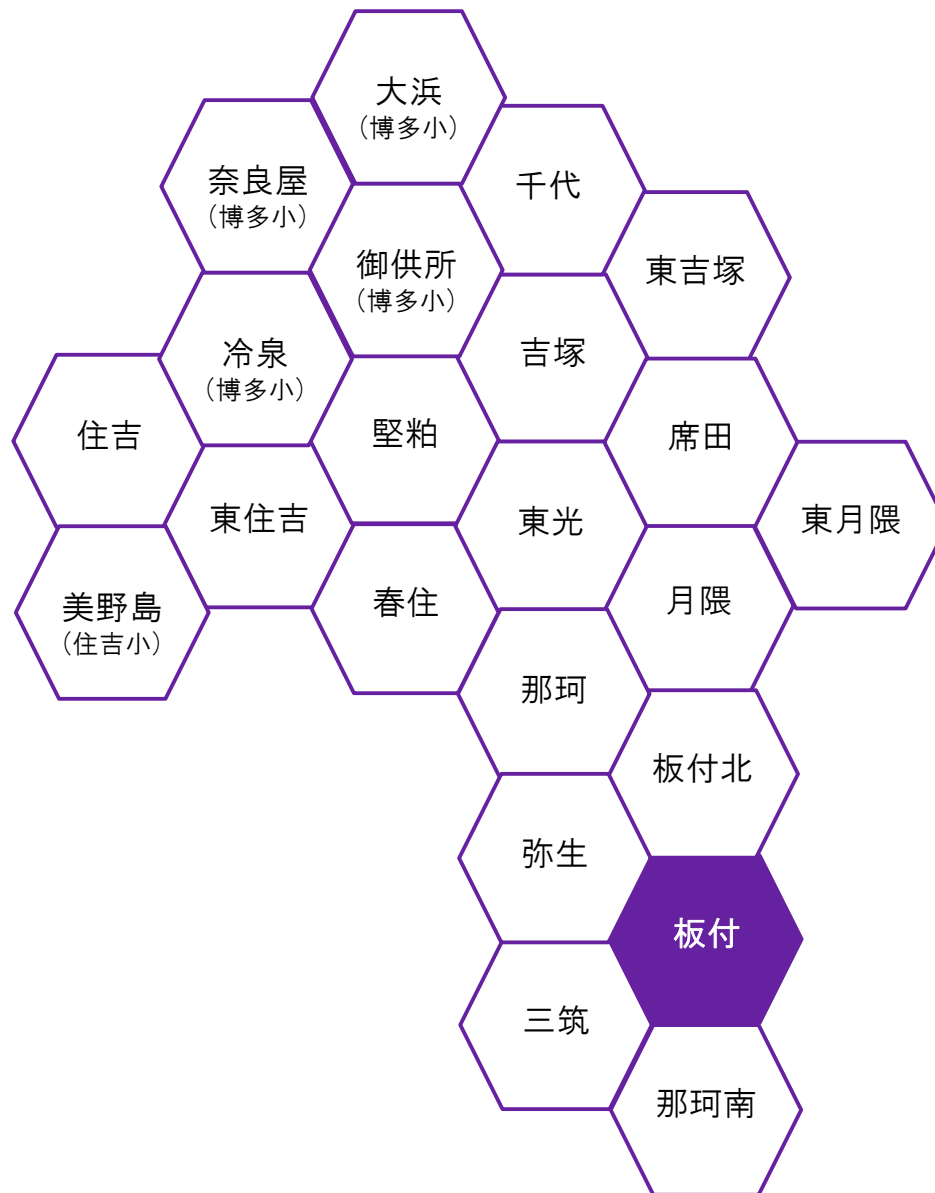 大浜
（博多小）
奈良屋
（博多小）
千代
御供所
（博多小）
東吉塚
冷泉
（博多小）
吉塚
住吉
堅粕
席田
東住吉
東光
東月隈
美野島
（住吉小）
春住
月隈
那珂
板付北
弥生
板付
三筑
那珂南